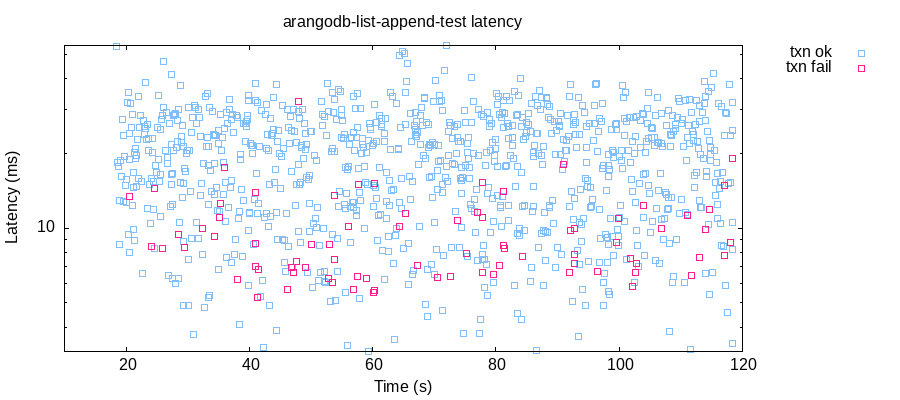 arangodb-list-append-test latency
txn ok
txn fail
Latency (ms)
10
20
40
60
80
100
120
Time (s)